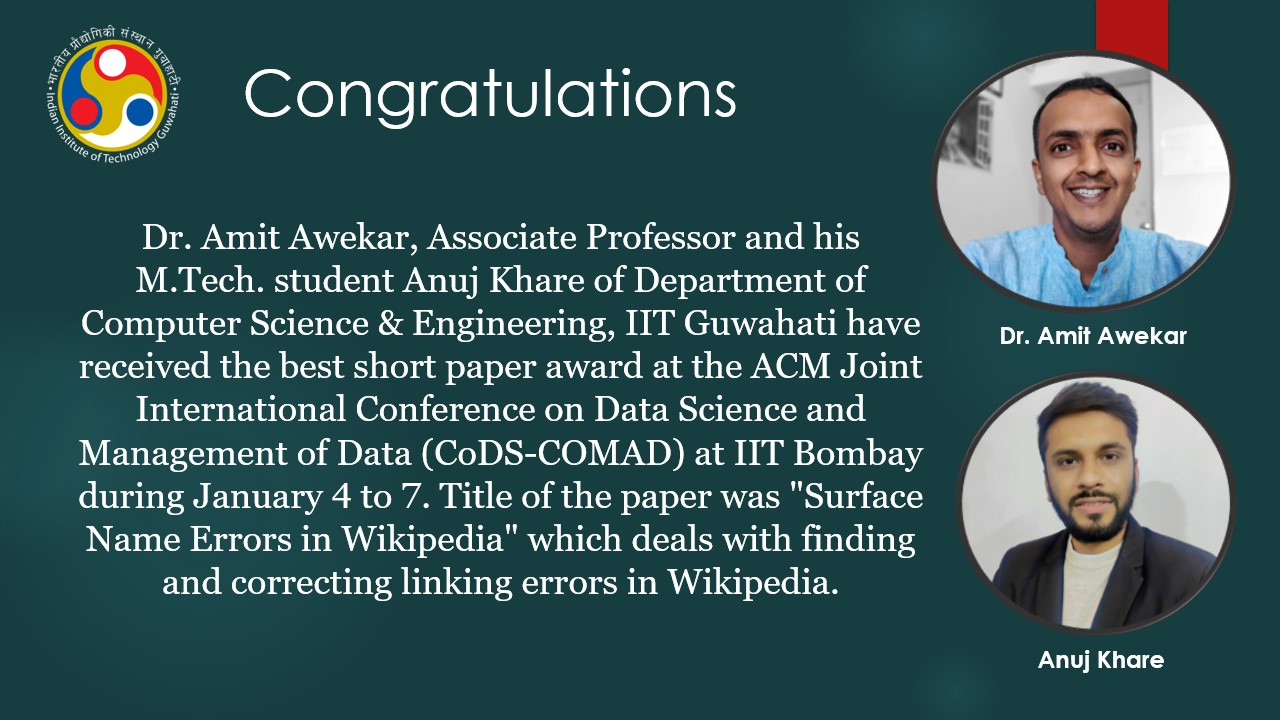 भारतीय प्रौद्योगिकी संस्थान गुवाहाटी
Indian Institute of Technology Guwahati
Congratulations
Dr. Amit Awekar, Associate Professor and his
M.Tech. student Anuj Khare of Department of
Computer Science & Engineering, IIT Guwahati have
received the best short paper award at the ACM Joint
International Conference on Data Science and
Management of Data (CoDS-COMAD) at IIT Bombay
during January 4 to 7. Title of the paper was "Surface
Name Errors in Wikipedia" which deals with finding
and correcting linking errors in Wikipedia.
Dr. Amit Awekar
Anuj Khare